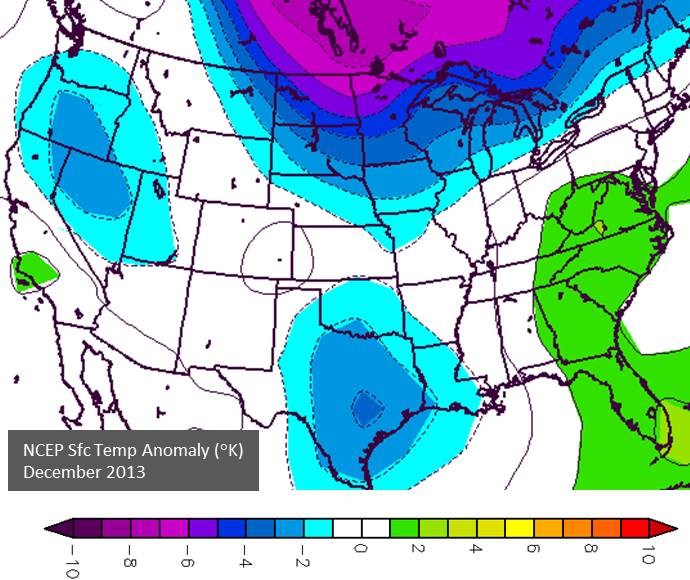 NCEP Sfc Temp Anomaly (°K)
December 2013
−10 −8 −6 −4 −2 0 2 4 6 8 10